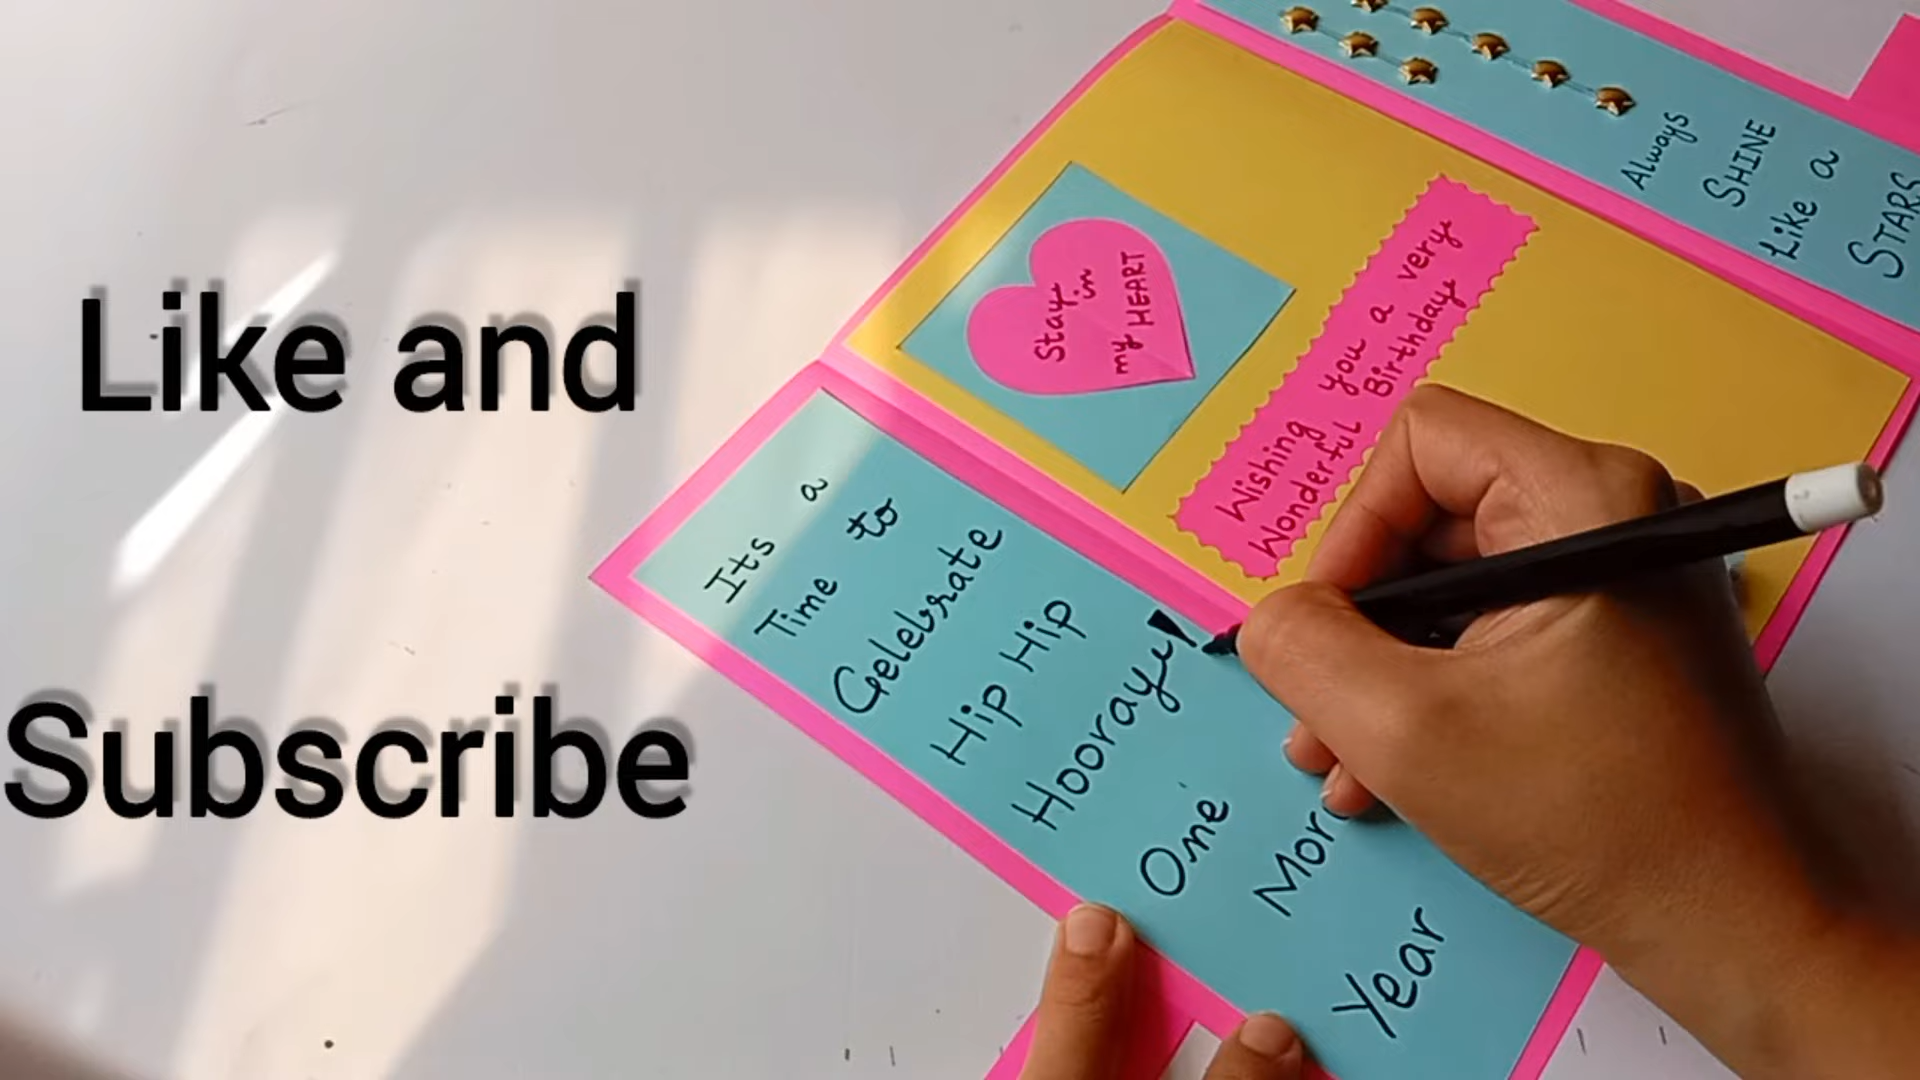 Like and
Subscribe
Always
SHINE
Like a
STARS
Stay
in
my HEART
Wishing you a very
Wonderful Birthday
Its a
Time to
Celebrate
Hip Hip
Hooray!
One
More
Year